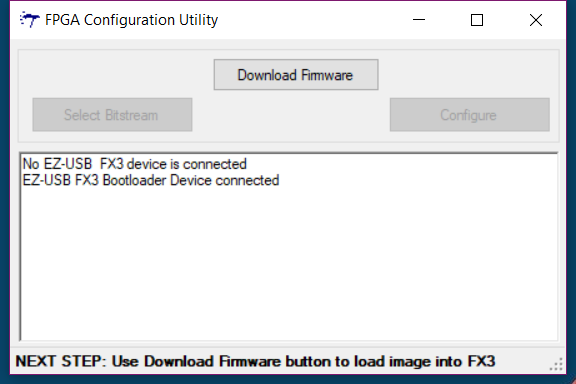 FPGA Configuration Utility
Download Firmware
Select Bitstream
Configure
No EZ-USB  FX3 device is connected
EZ-USB FX3 Bootloader Device connected
NEXT STEP: Use Download Firmware button to load image into FX3